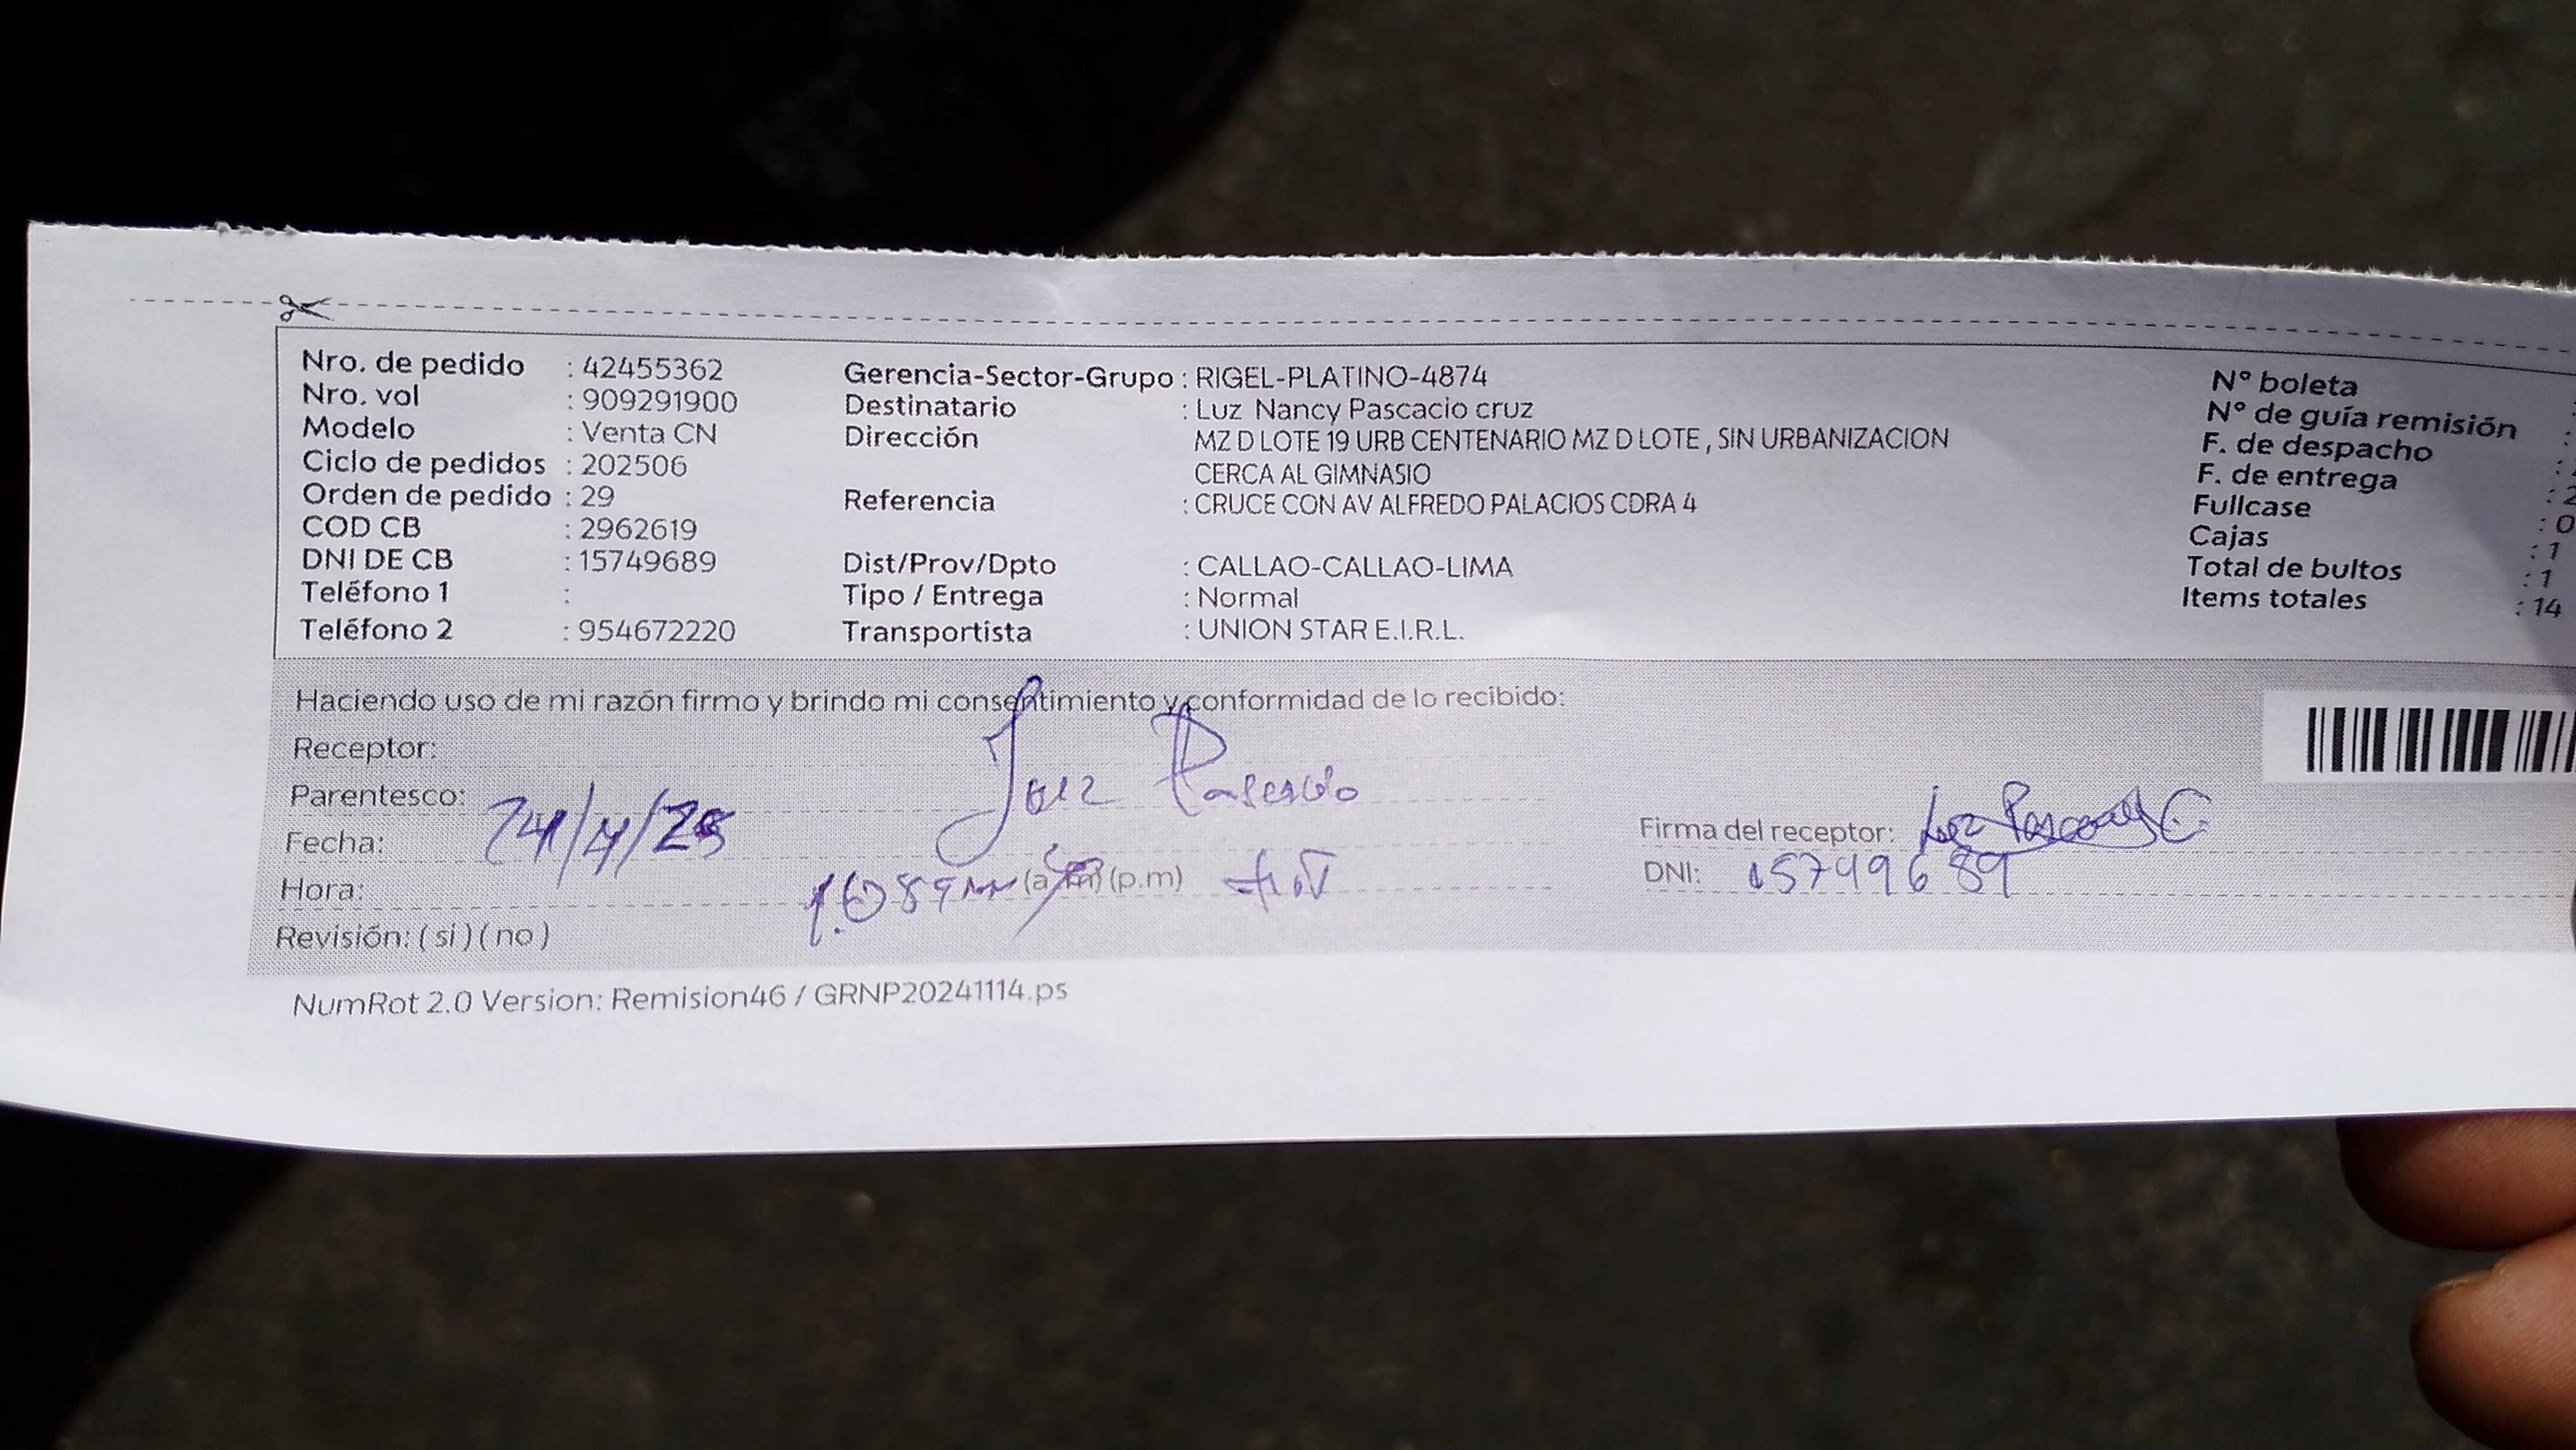 Nro. de pedido : 42455362
Nro. vol : 909291900
Modelo : Venta CN
Ciclo de pedidos : 202506
Orden de pedido : 29
COD CB : 2962619
DNI DE CB : 15749689
Teléfono 1 :
Teléfono 2 : 954672220
Gerencia-Sector-Grupo : RIGEL-PLATINO-4874
Destinatario : Luz Nancy Pascacio cruz
Dirección MZ D LOTE 19 URB CENTENARIO MZ D LOTE , SIN URBANIZACION
CERCA AL GIMNASIO
Referencia : CRUCE CON AV ALFREDO PALACIOS CDRA 4
Dist/Prov/Dpto : CALLAO-CALLAO-LIMA
Tipo / Entrega : Normal
Transportista : UNION STAR E.I.R.L.
N° boleta
N° de guía remisión :
F. de despacho :
F. de entrega : 2
Fullcase : 0
Cajas : 1
Total de bultos : 1
Items totales : 14
Haciendo uso de mi razón firmo y brindo mi consentimiento y conformidad de lo recibido:
Receptor:
Parentesco:
Fecha: 24/4/25
Hora: (p.m)
Revisión: ( si ) ( no )
Firma del receptor:
DNI: 15749689
NumRot 2.0 Version: Remision46 / GRNP20241114.ps